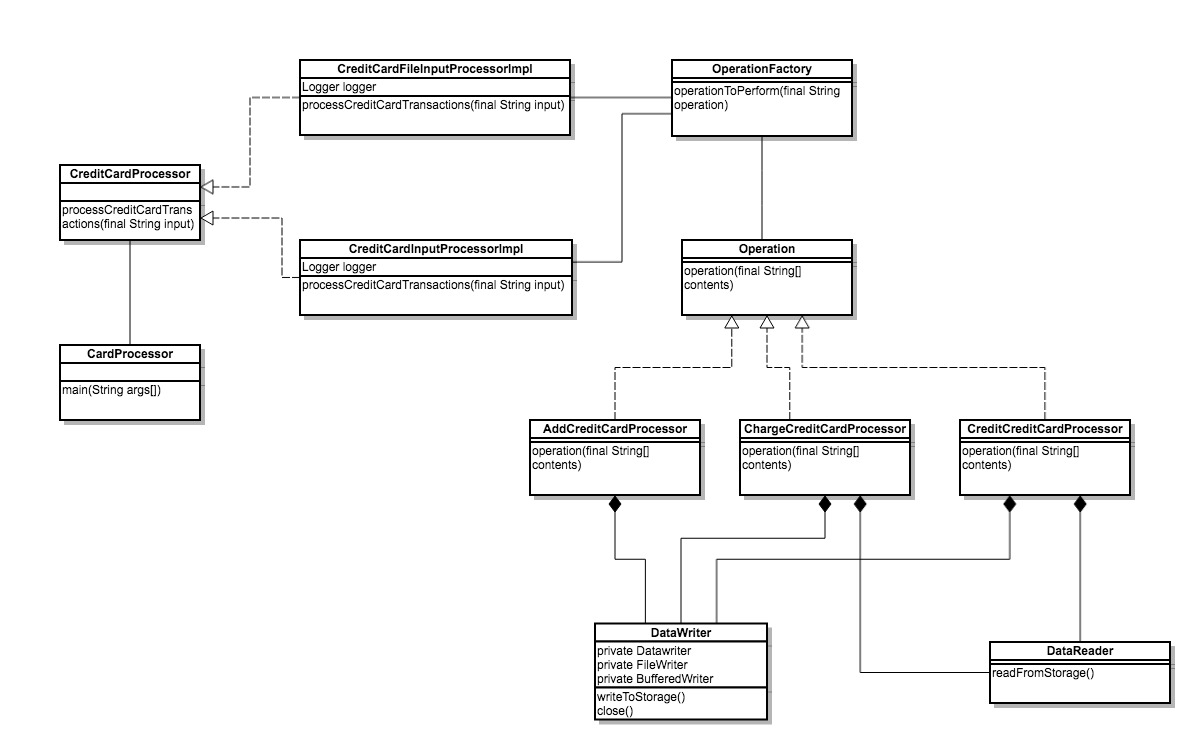 CreditCardFileInputProcessorImpl
Logger logger
processCreditCardTransactions(final String input)
OperationFactory
operationToPerform(final String
operation)
CreditCardProcessor
processCreditCardTrans
actions(final String input)
CreditCardInputProcessorImpl
Logger logger
processCreditCardTransactions(final String input)
Operation
operation(final String[]
contents)
CardProcessor
main(String args[])
AddCreditCardProcessor
operation(final String[]
contents)
ChargeCreditCardProcessor
operation(final String[]
contents)
CreditCreditCardProcessor
operation(final String[]
contents)
DataWriter
private Datawriter
private FileWriter
private BufferedWriter
writeToStorage()
close()
DataReader
readFromStorage()